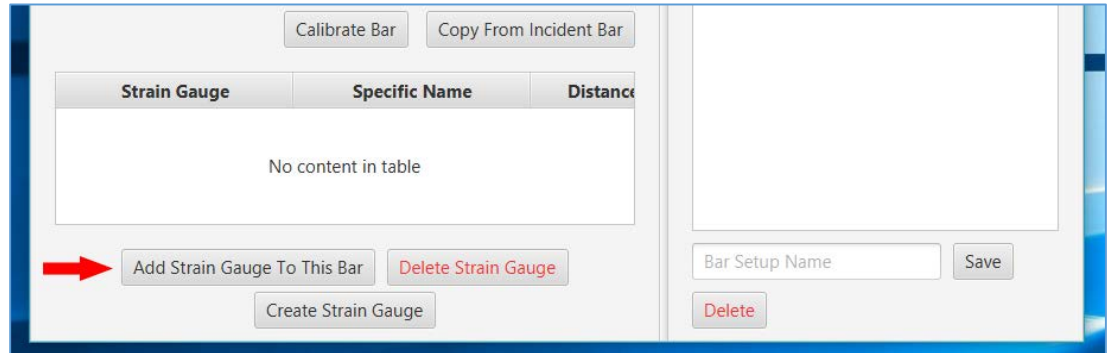 Calibrate Bar Copy From Incident Bar
Strain Gauge Specific Name Distance
No content in table
Add Strain Gauge To This Bar Delete Strain Gauge
Create Strain Gauge
Bar Setup Name Save
Delete